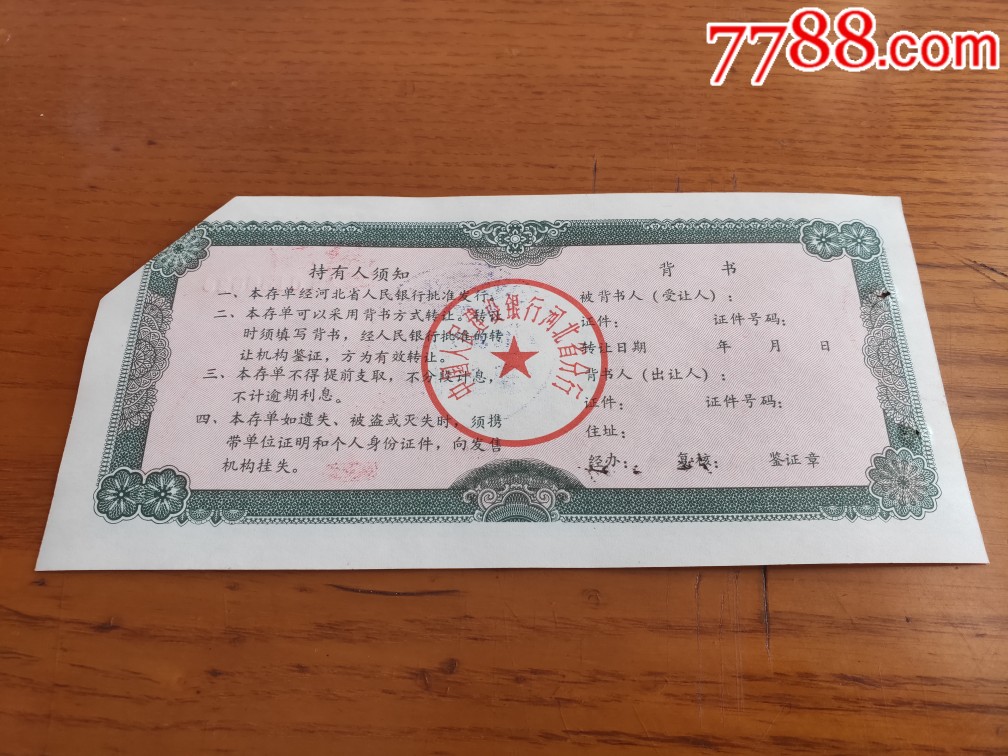 7788.com
持有人须知
一、本存单经河北省人民银行批准发行。
二、本存单可以采用背书方式转让。转让
时须填写背书，经人民银行批准的转
让机构鉴证，方为有效转让。
三、本存单不得提前支取，不分段计息，
不计逾期利息。
四、本存单如遗失、被盗或灭失时，须携
带单位证明和个人身份证件，向发售
机构挂失。
中国人民建设银行河北省分行
背 书
被背书人（受让人）：
证件： 证件号码：
转让日期 年 月 日
背书人（出让人）：
证件： 证件号码：
住址：
经办： 复核： 鉴证章